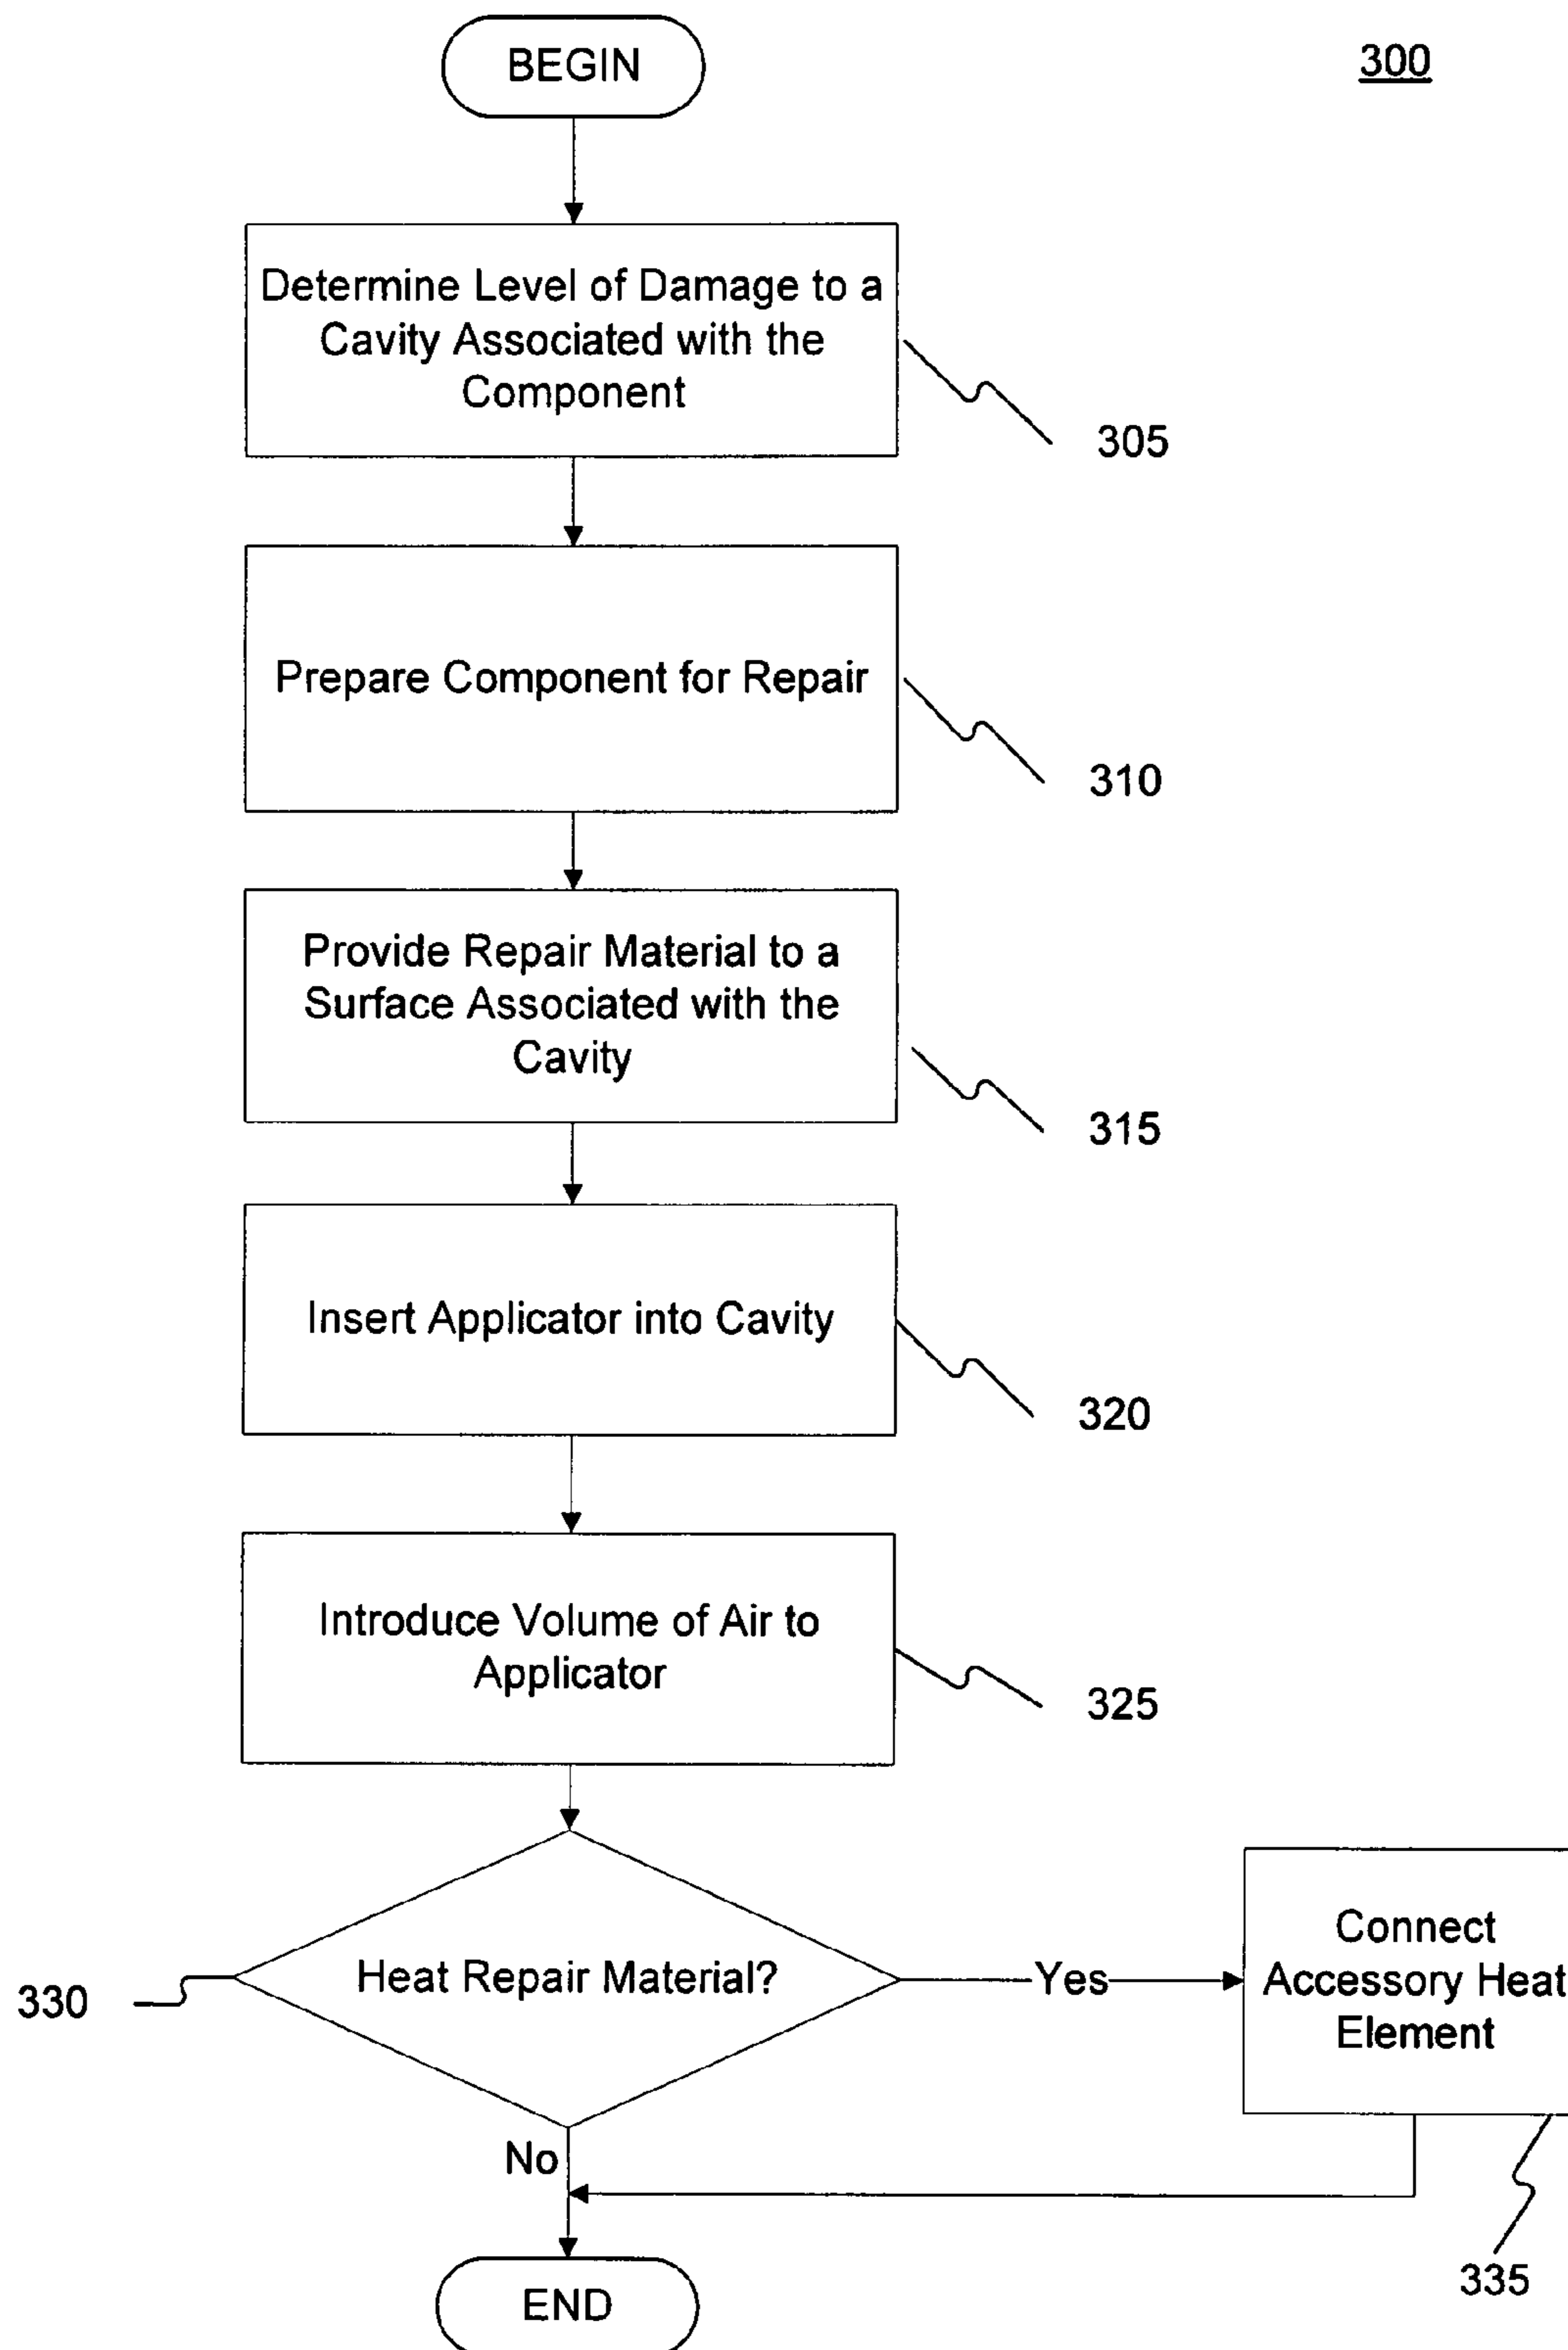 BEGIN
300
Determine Level of Damage to a
Cavity Associated with the
Component
305
Prepare Component for Repair
310
Provide Repair Material to a
Surface Associated with the
Cavity
315
Insert Applicator into Cavity
320
Introduce Volume of Air to
Applicator
325
Heat Repair Material?
330
Yes
Connect
Accessory Heat
Element
No
335
END